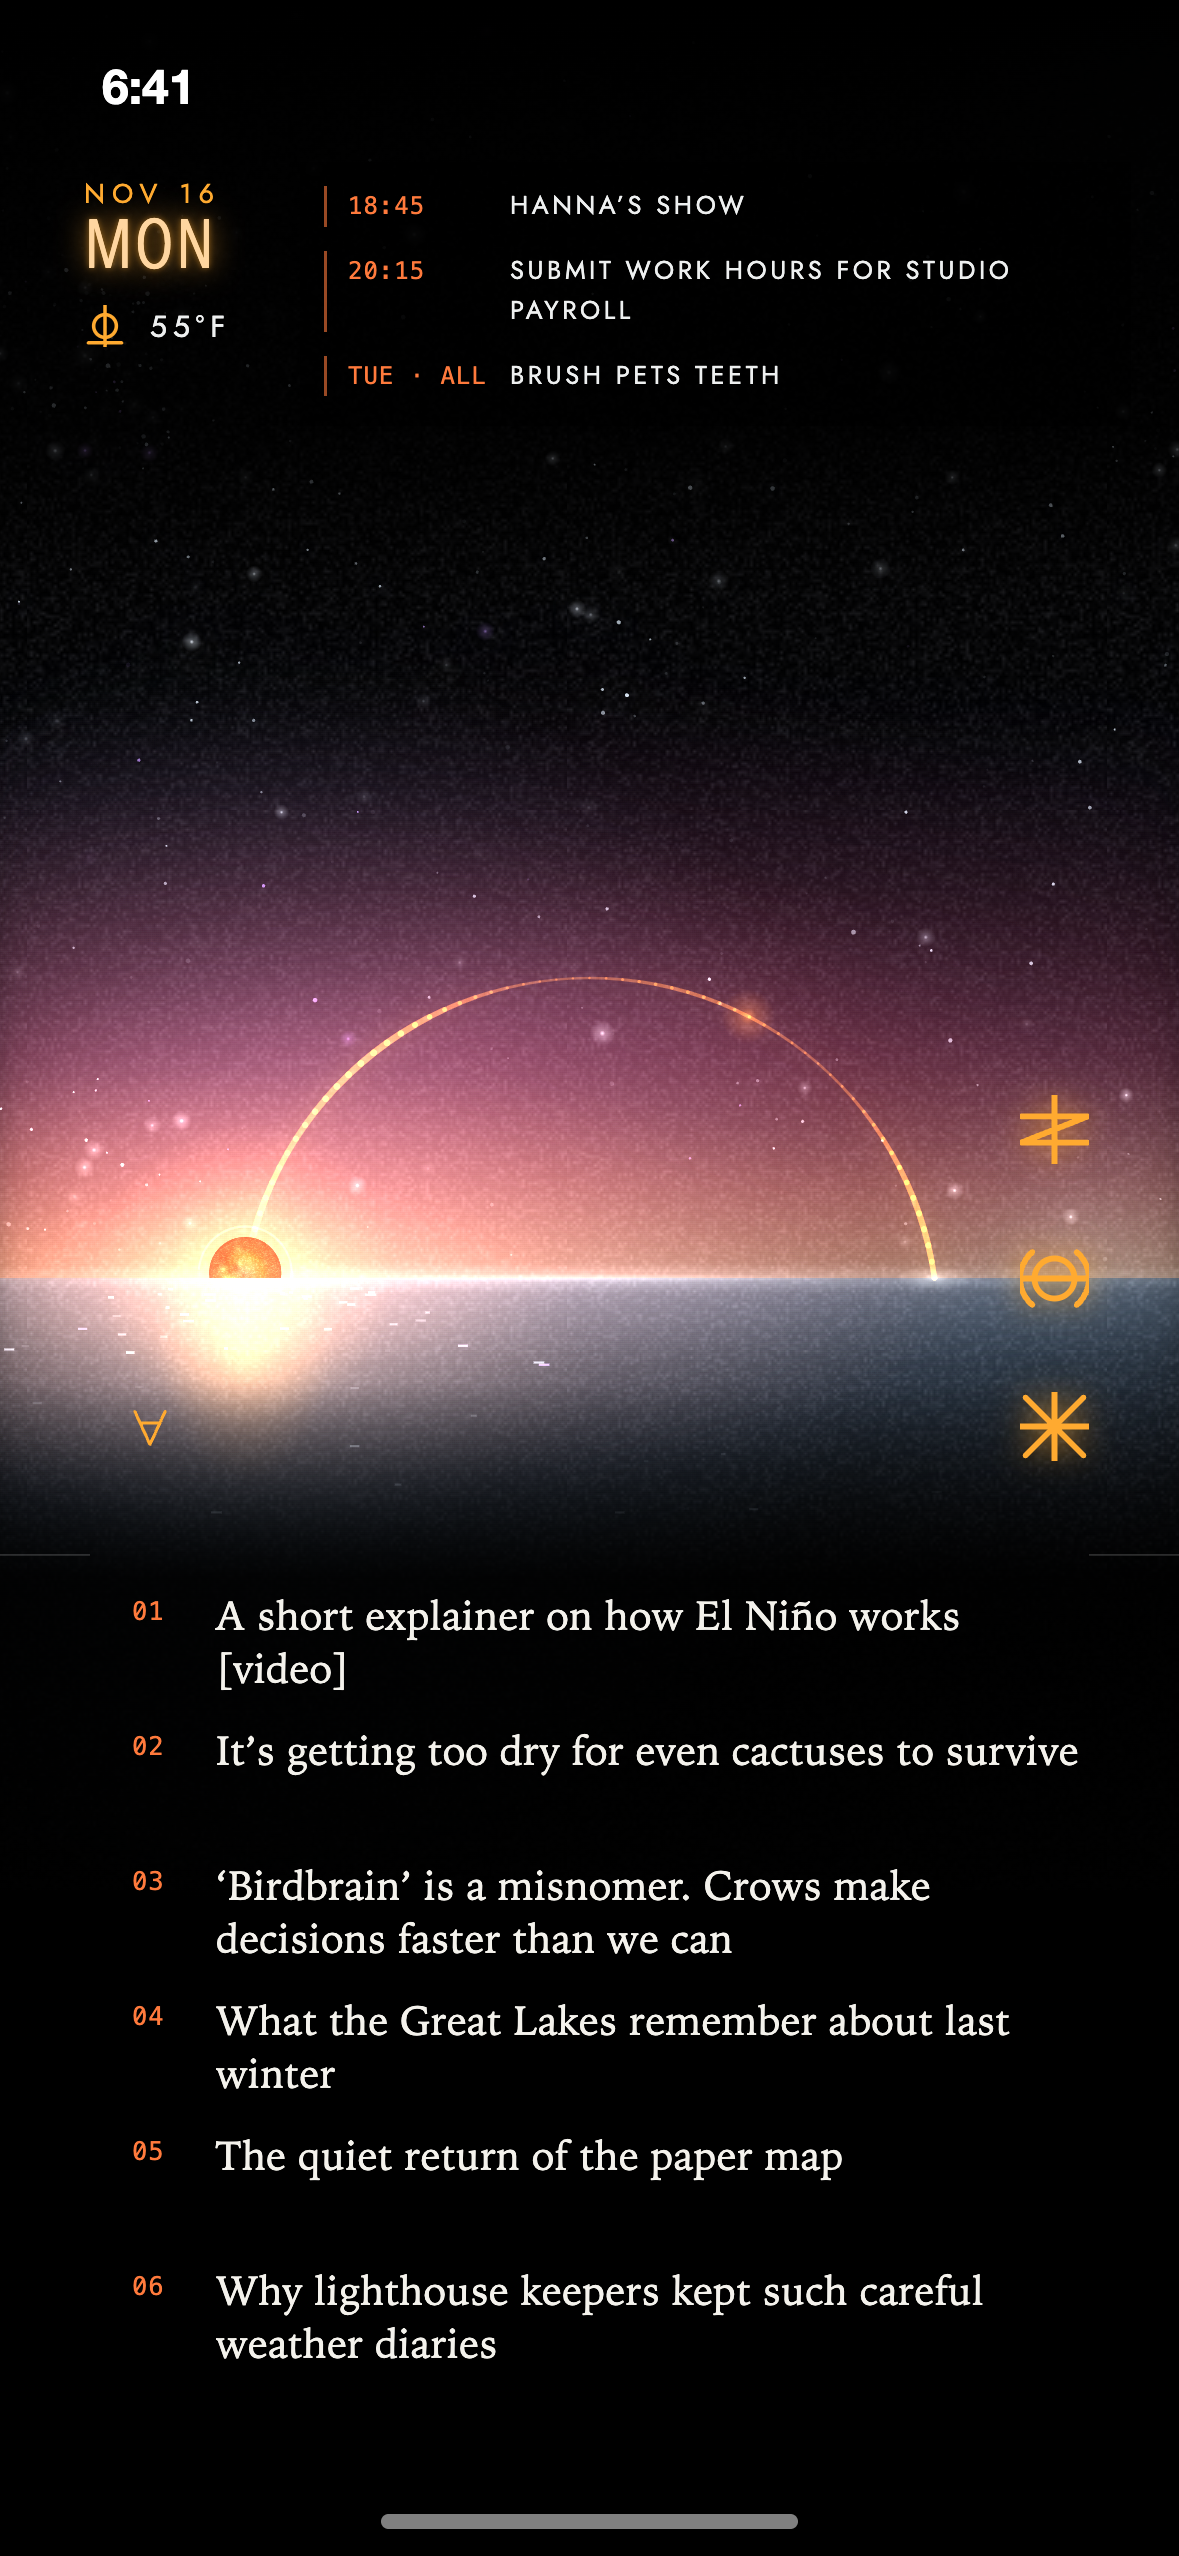 6:41
NOV 16
MON
55°F
18:45 HANNA’S SHOW
20:15 SUBMIT WORK HOURS FOR STUDIO
PAYROLL
TUE · ALL BRUSH PETS TEETH
01 A short explainer on how El Niño works
[video]
02 It’s getting too dry for even cactuses to survive
03 ‘Birdbrain’ is a misnomer. Crows make
decisions faster than we can
04 What the Great Lakes remember about last
winter
05 The quiet return of the paper map
06 Why lighthouse keepers kept such careful
weather diaries